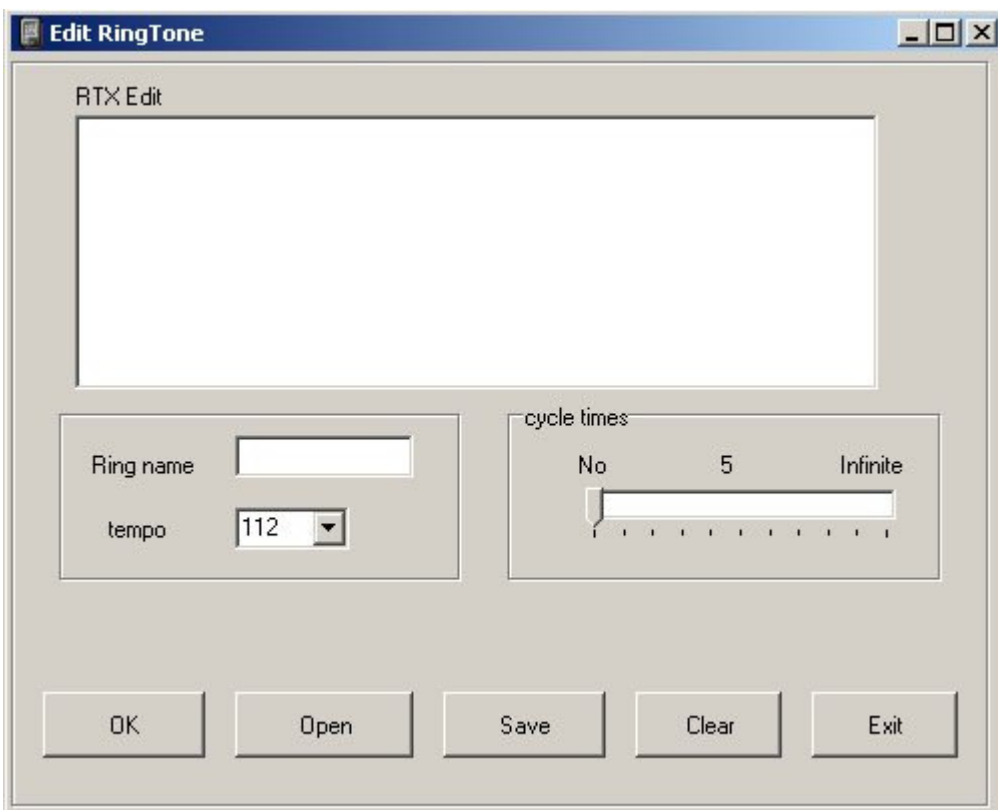 Edit RingTone
RTX Edit
cycle times
Ring name
No 5 Infinite
tempo
112
OK Open Save Clear Exit